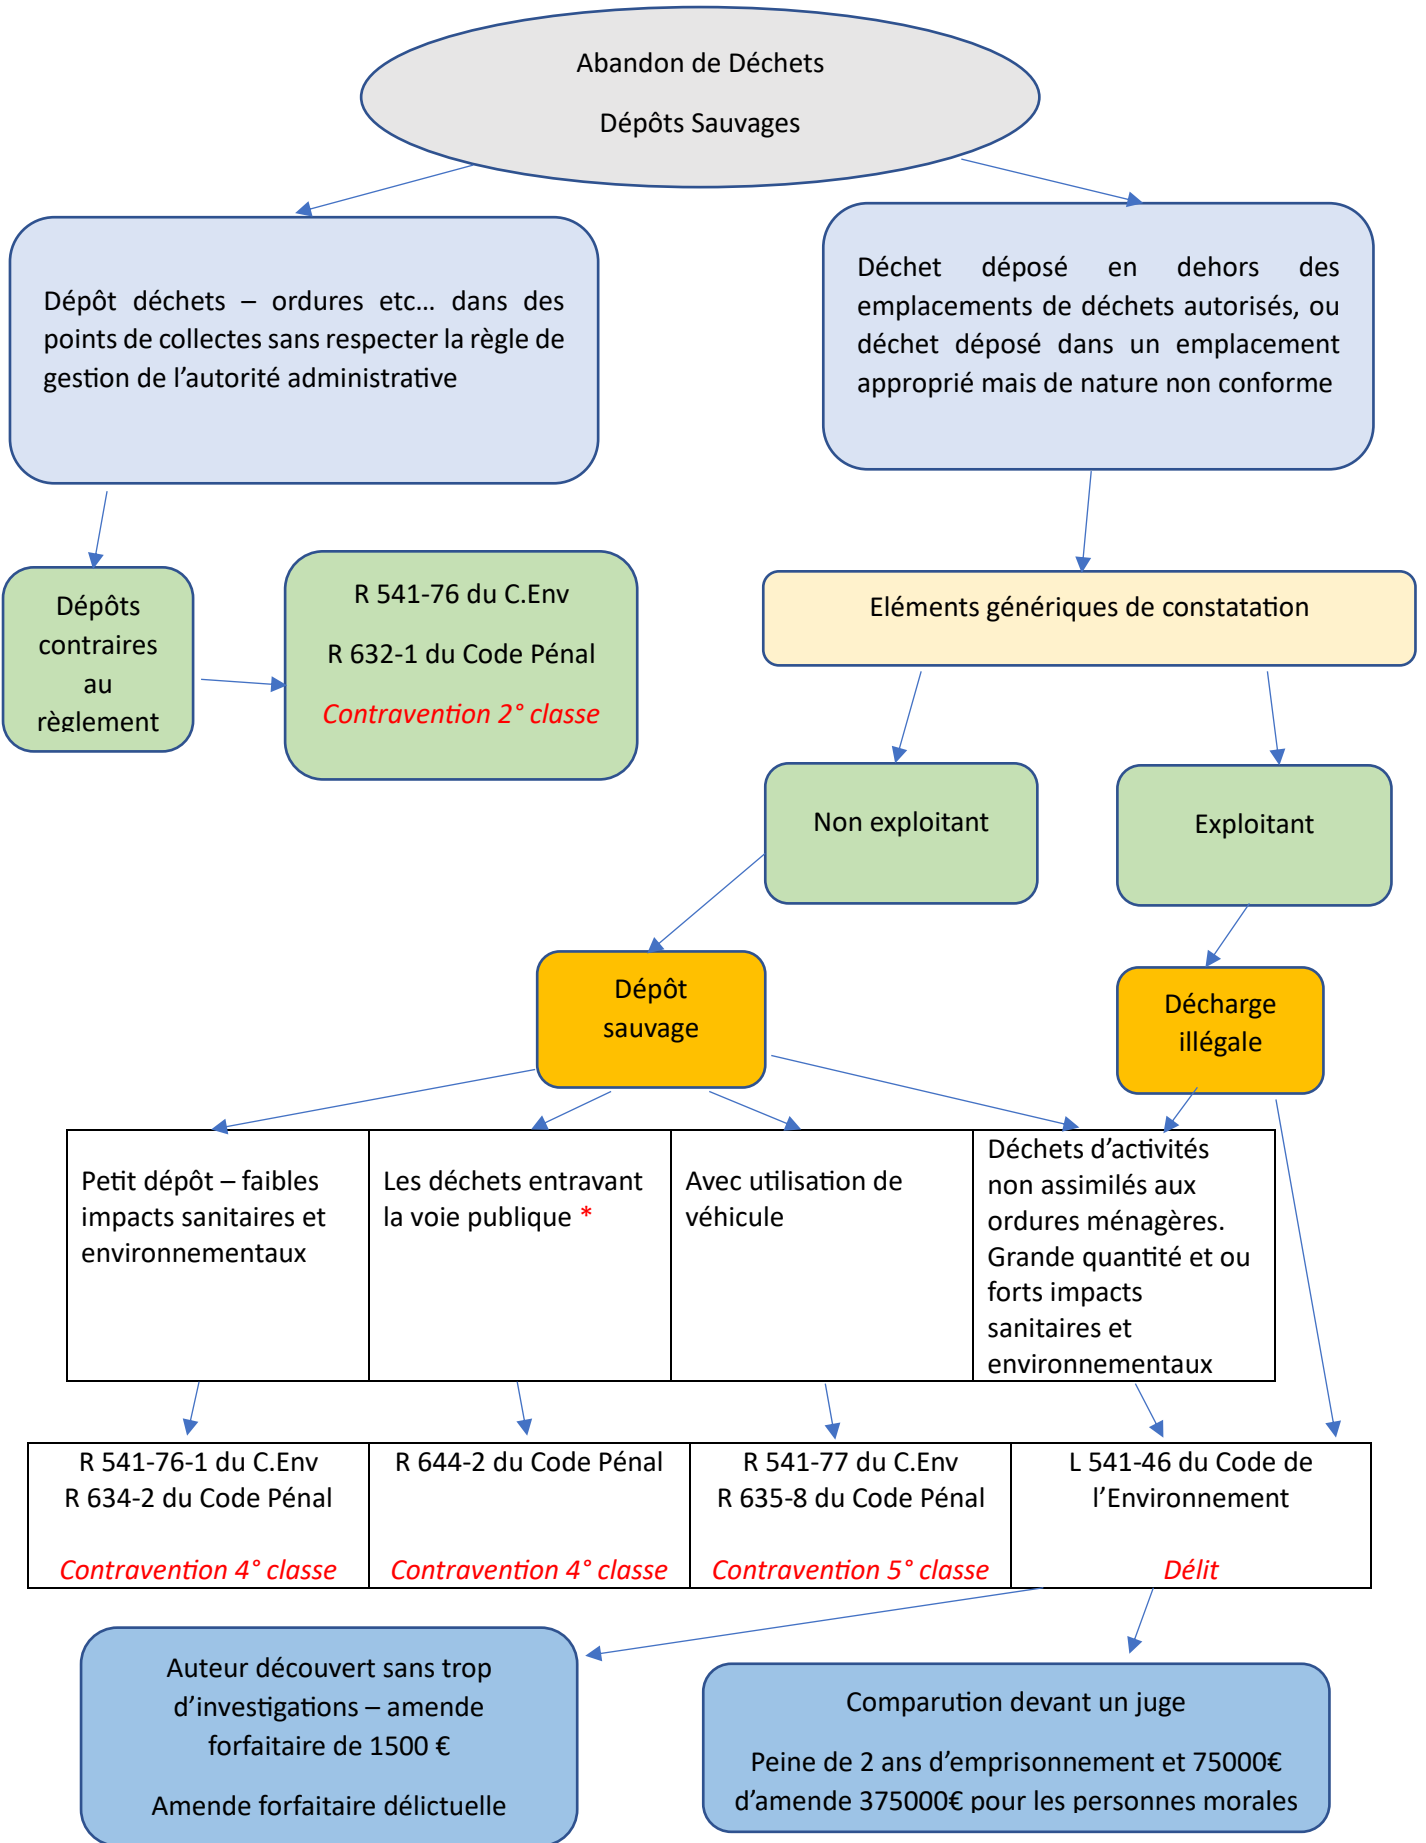 Abandon de Déchets
Dépôts Sauvages
Dépôt déchets – ordures etc… dans des
points de collectes sans respecter la règle de
gestion de l’autorité administrative
Déchet déposé en dehors des
emplacements de déchets autorisés, ou
déchet déposé dans un emplacement
approprié mais de nature non conforme
Dépôts
contraires
au
règlement
R 541-76 du C.Env
R 632-1 du Code Pénal
Contravention 2° classe
Eléments génériques de constatation
Non exploitant
Exploitant
Dépôt
sauvage
Décharge
illégale
Petit dépôt – faibles
impacts sanitaires et
environnementaux
Les déchets entravant
la voie publique *
Avec utilisation de
véhicule
Déchets d’activités
non assimilés aux
ordures ménagères.
Grande quantité et ou
forts impacts
sanitaires et
environnementaux
R 541-76-1 du C.Env
R 634-2 du Code Pénal
Contravention 4° classe
R 644-2 du Code Pénal
Contravention 4° classe
R 541-77 du C.Env
R 635-8 du Code Pénal
Contravention 5° classe
L 541-46 du Code de
l’Environnement
Délit
Auteur découvert sans trop
d’investigations – amende
forfaitaire de 1500 €
Amende forfaitaire délictuelle
Comparution devant un juge
Peine de 2 ans d’emprisonnement et 75000€
d’amende 375000€ pour les personnes morales